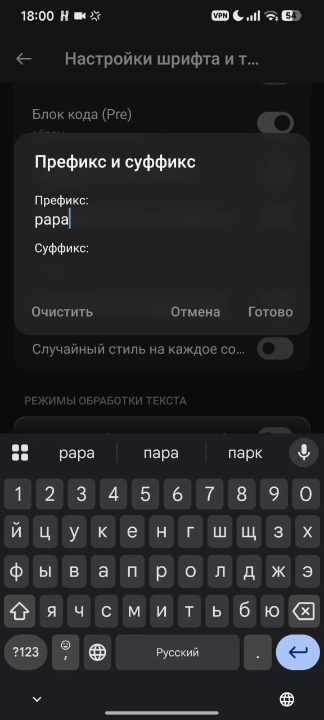 18:00 VPN 54
Настройки шрифта и т...
Блок кода (Pre)
Префикс и суффикс
Префикс:
рара
Суффикс:
Очистить Отмена Готово
Случайный стиль на каждое со...
РЕЖИМЫ ОБРАБОТКИ ТЕКСТА
рара пара парк
1 2 3 4 5 6 7 8 9 0
й ц у к е н г ш щ з х
ф ы в а п р о л д ж э
я ч с м и т ь б ю
?123 , Русский .